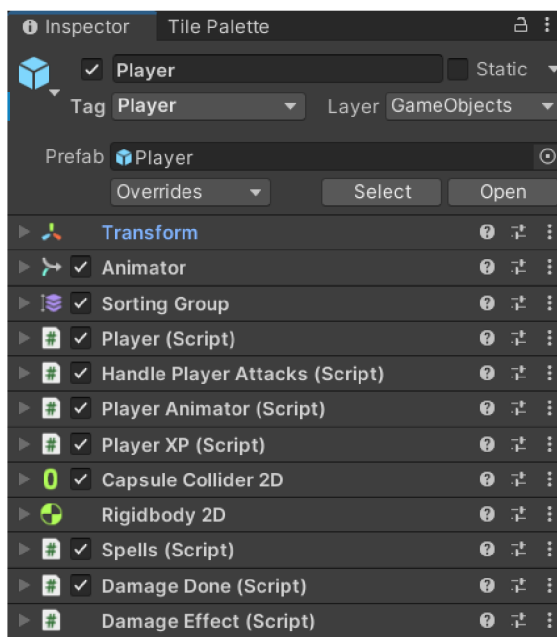 Inspector Tile Palette
Player Static
Tag Player Layer GameObjects
Prefab Player
Overrides Select Open
Transform
Animator
Sorting Group
Player (Script)
Handle Player Attacks (Script)
Player Animator (Script)
Player XP (Script)
Capsule Collider 2D
Rigidbody 2D
Spells (Script)
Damage Done (Script)
Damage Effect (Script)